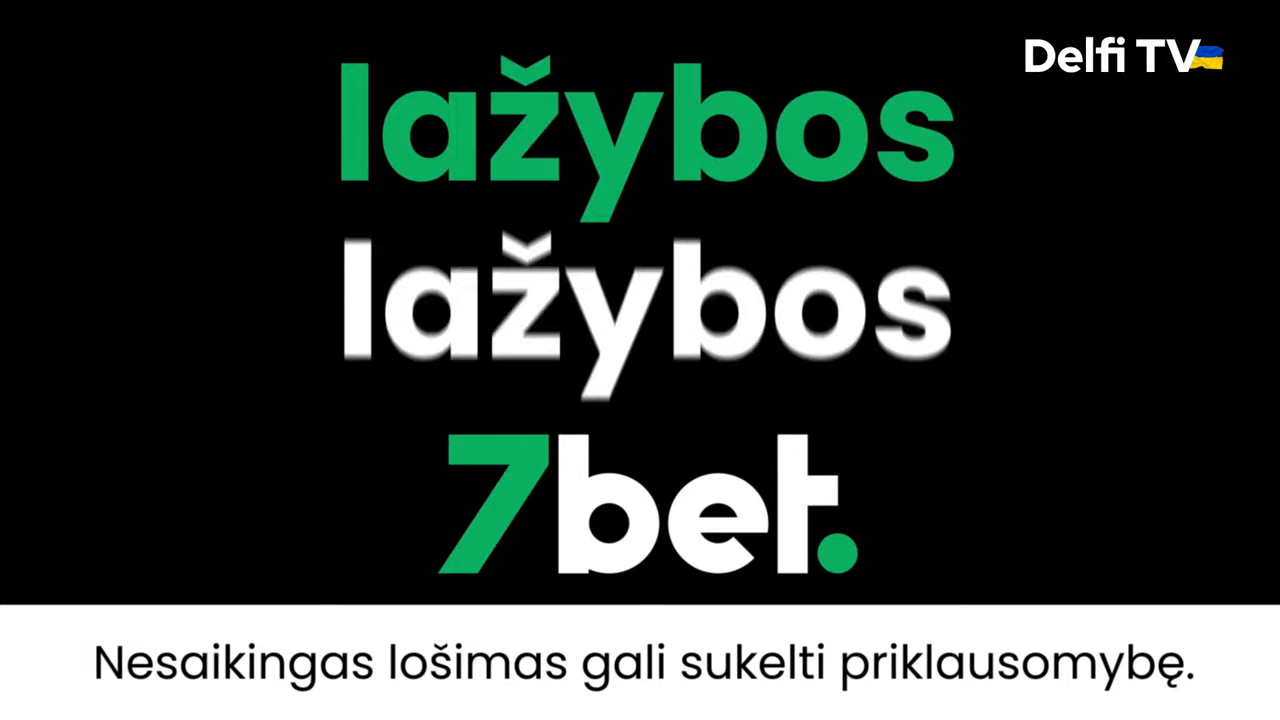 Delfi TV
lažybos
lažybos
7bet.
Nesaikingas lošimas gali sukelti priklausomybę.